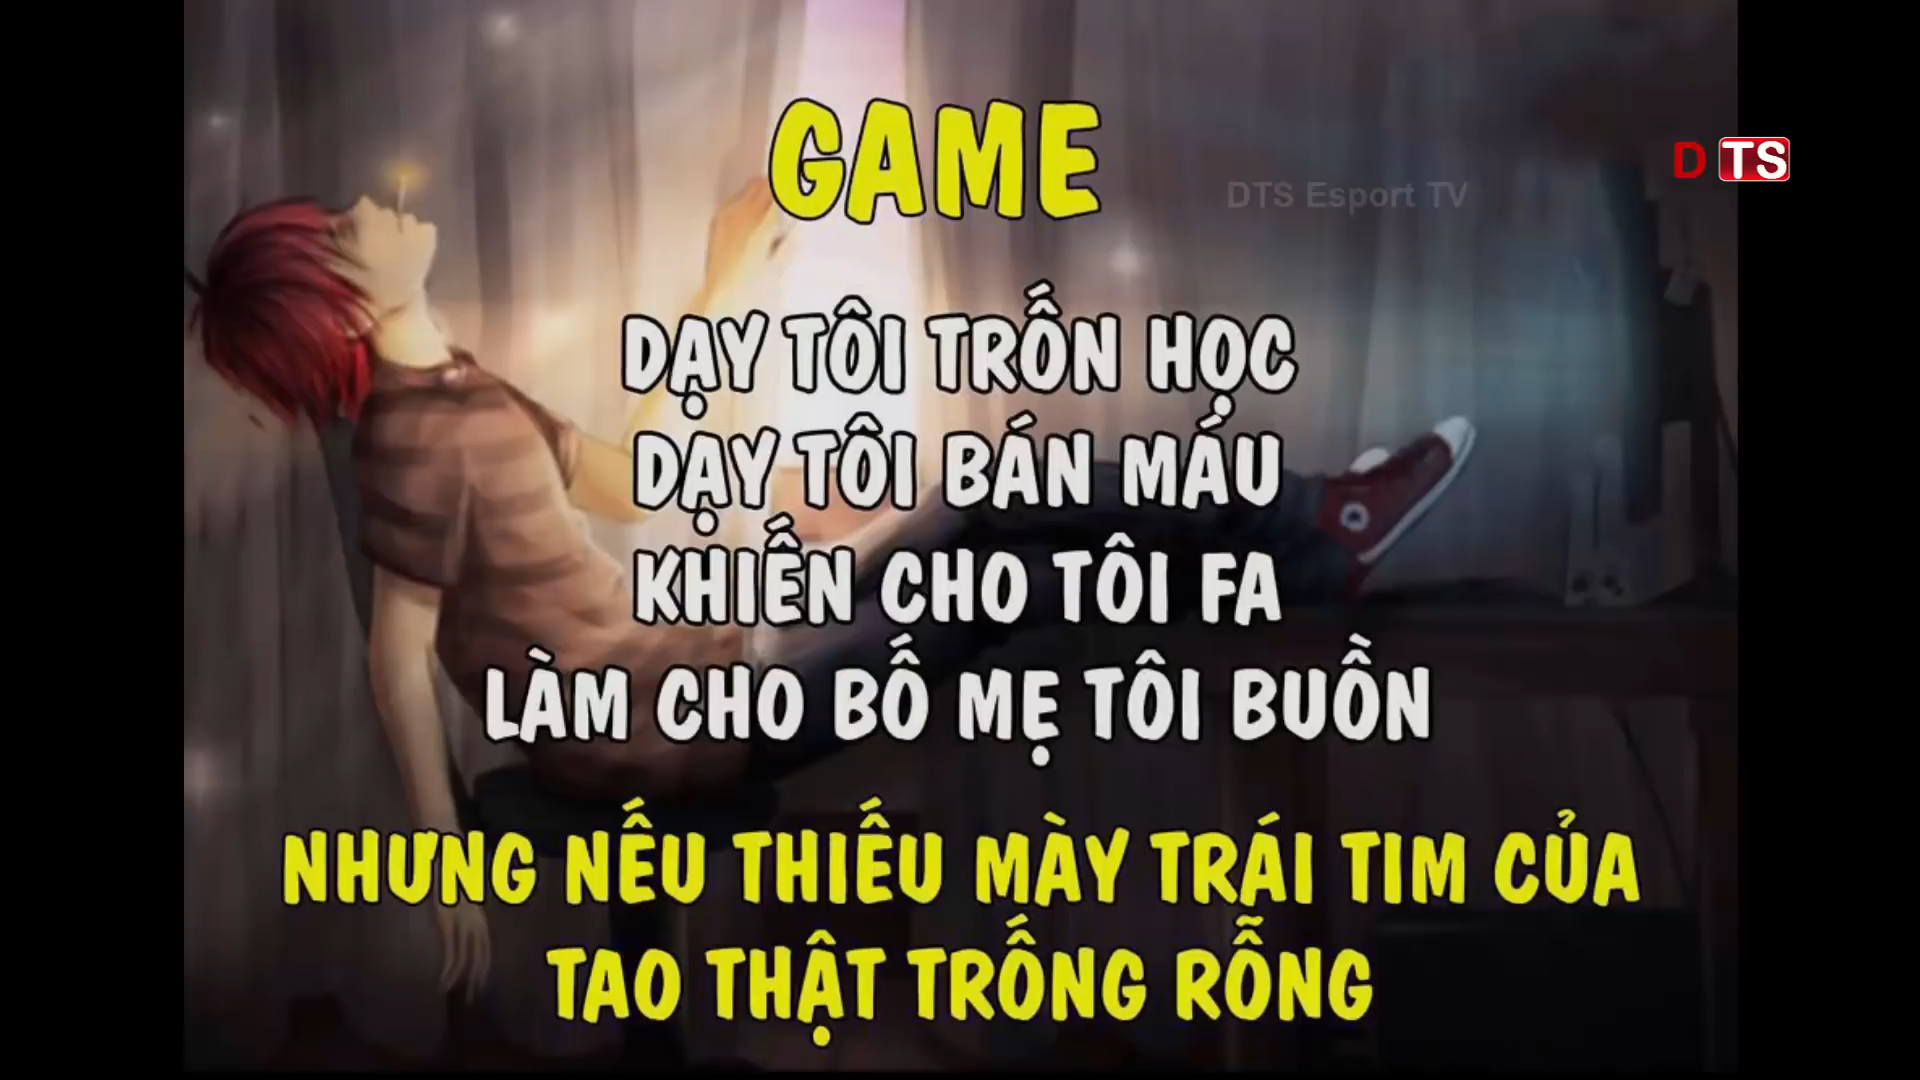 GAME
DTS Esport TV
D TS
DẠY TÔI TRỐN HỌC
DẠY TÔI BÁN MÁU
KHIẾN CHO TÔI FA
LÀM CHO BỐ MẸ TÔI BUỒN
NHƯNG NẾU THIẾU MÀY TRÁI TIM CỦA
TAO THẬT TRỐNG RỖNG